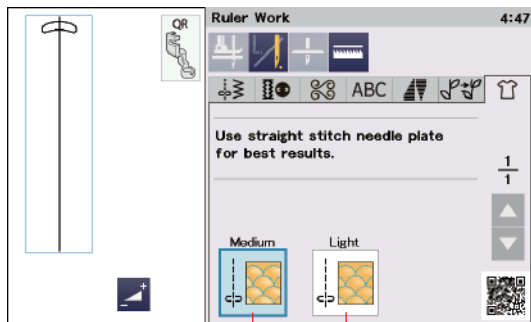 QR
Ruler Work 4:47
ABC
Use straight stitch needle plate
for best results.
1
1
Medium Light